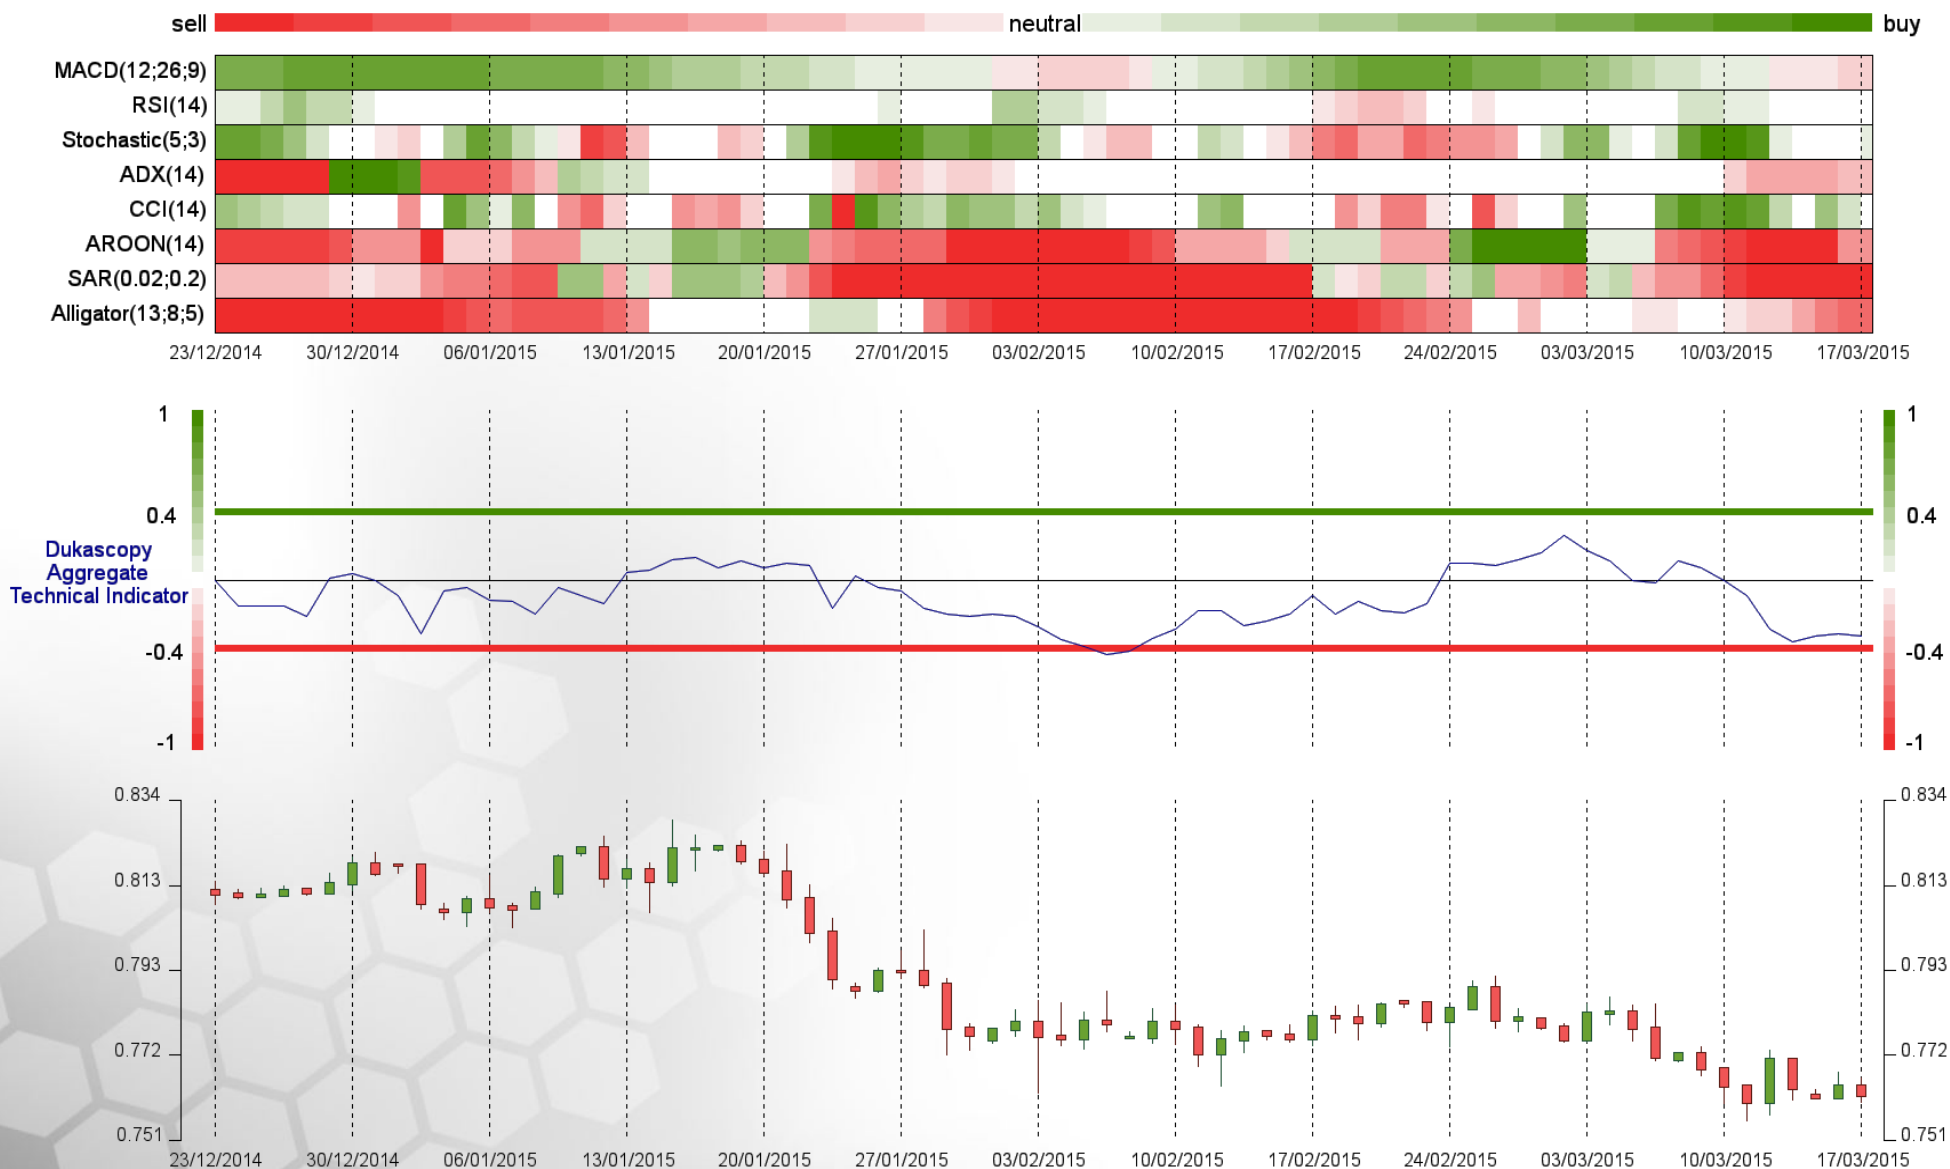 sell neutral buy
MACD(12;26;9)
RSI(14)
Stochastic(5;3)
ADX(14)
CCI(14)
AROON(14)
SAR(0.02;0.2)
Alligator(13;8;5)
23/12/2014 30/12/2014 06/01/2015 13/01/2015 20/01/2015 27/01/2015 03/02/2015 10/02/2015 17/02/2015 24/02/2015 03/03/2015 10/03/2015 17/03/2015
1 1
0.4 0.4
Dukascopy
Aggregate
Technical Indicator
-0.4 -0.4
-1 -1
0.834 0.834
0.813 0.813
0.793 0.793
0.772 0.772
0.751 0.751
23/12/2014 30/12/2014 06/01/2015 13/01/2015 20/01/2015 27/01/2015 03/02/2015 10/02/2015 17/02/2015 24/02/2015 03/03/2015 10/03/2015 17/03/2015